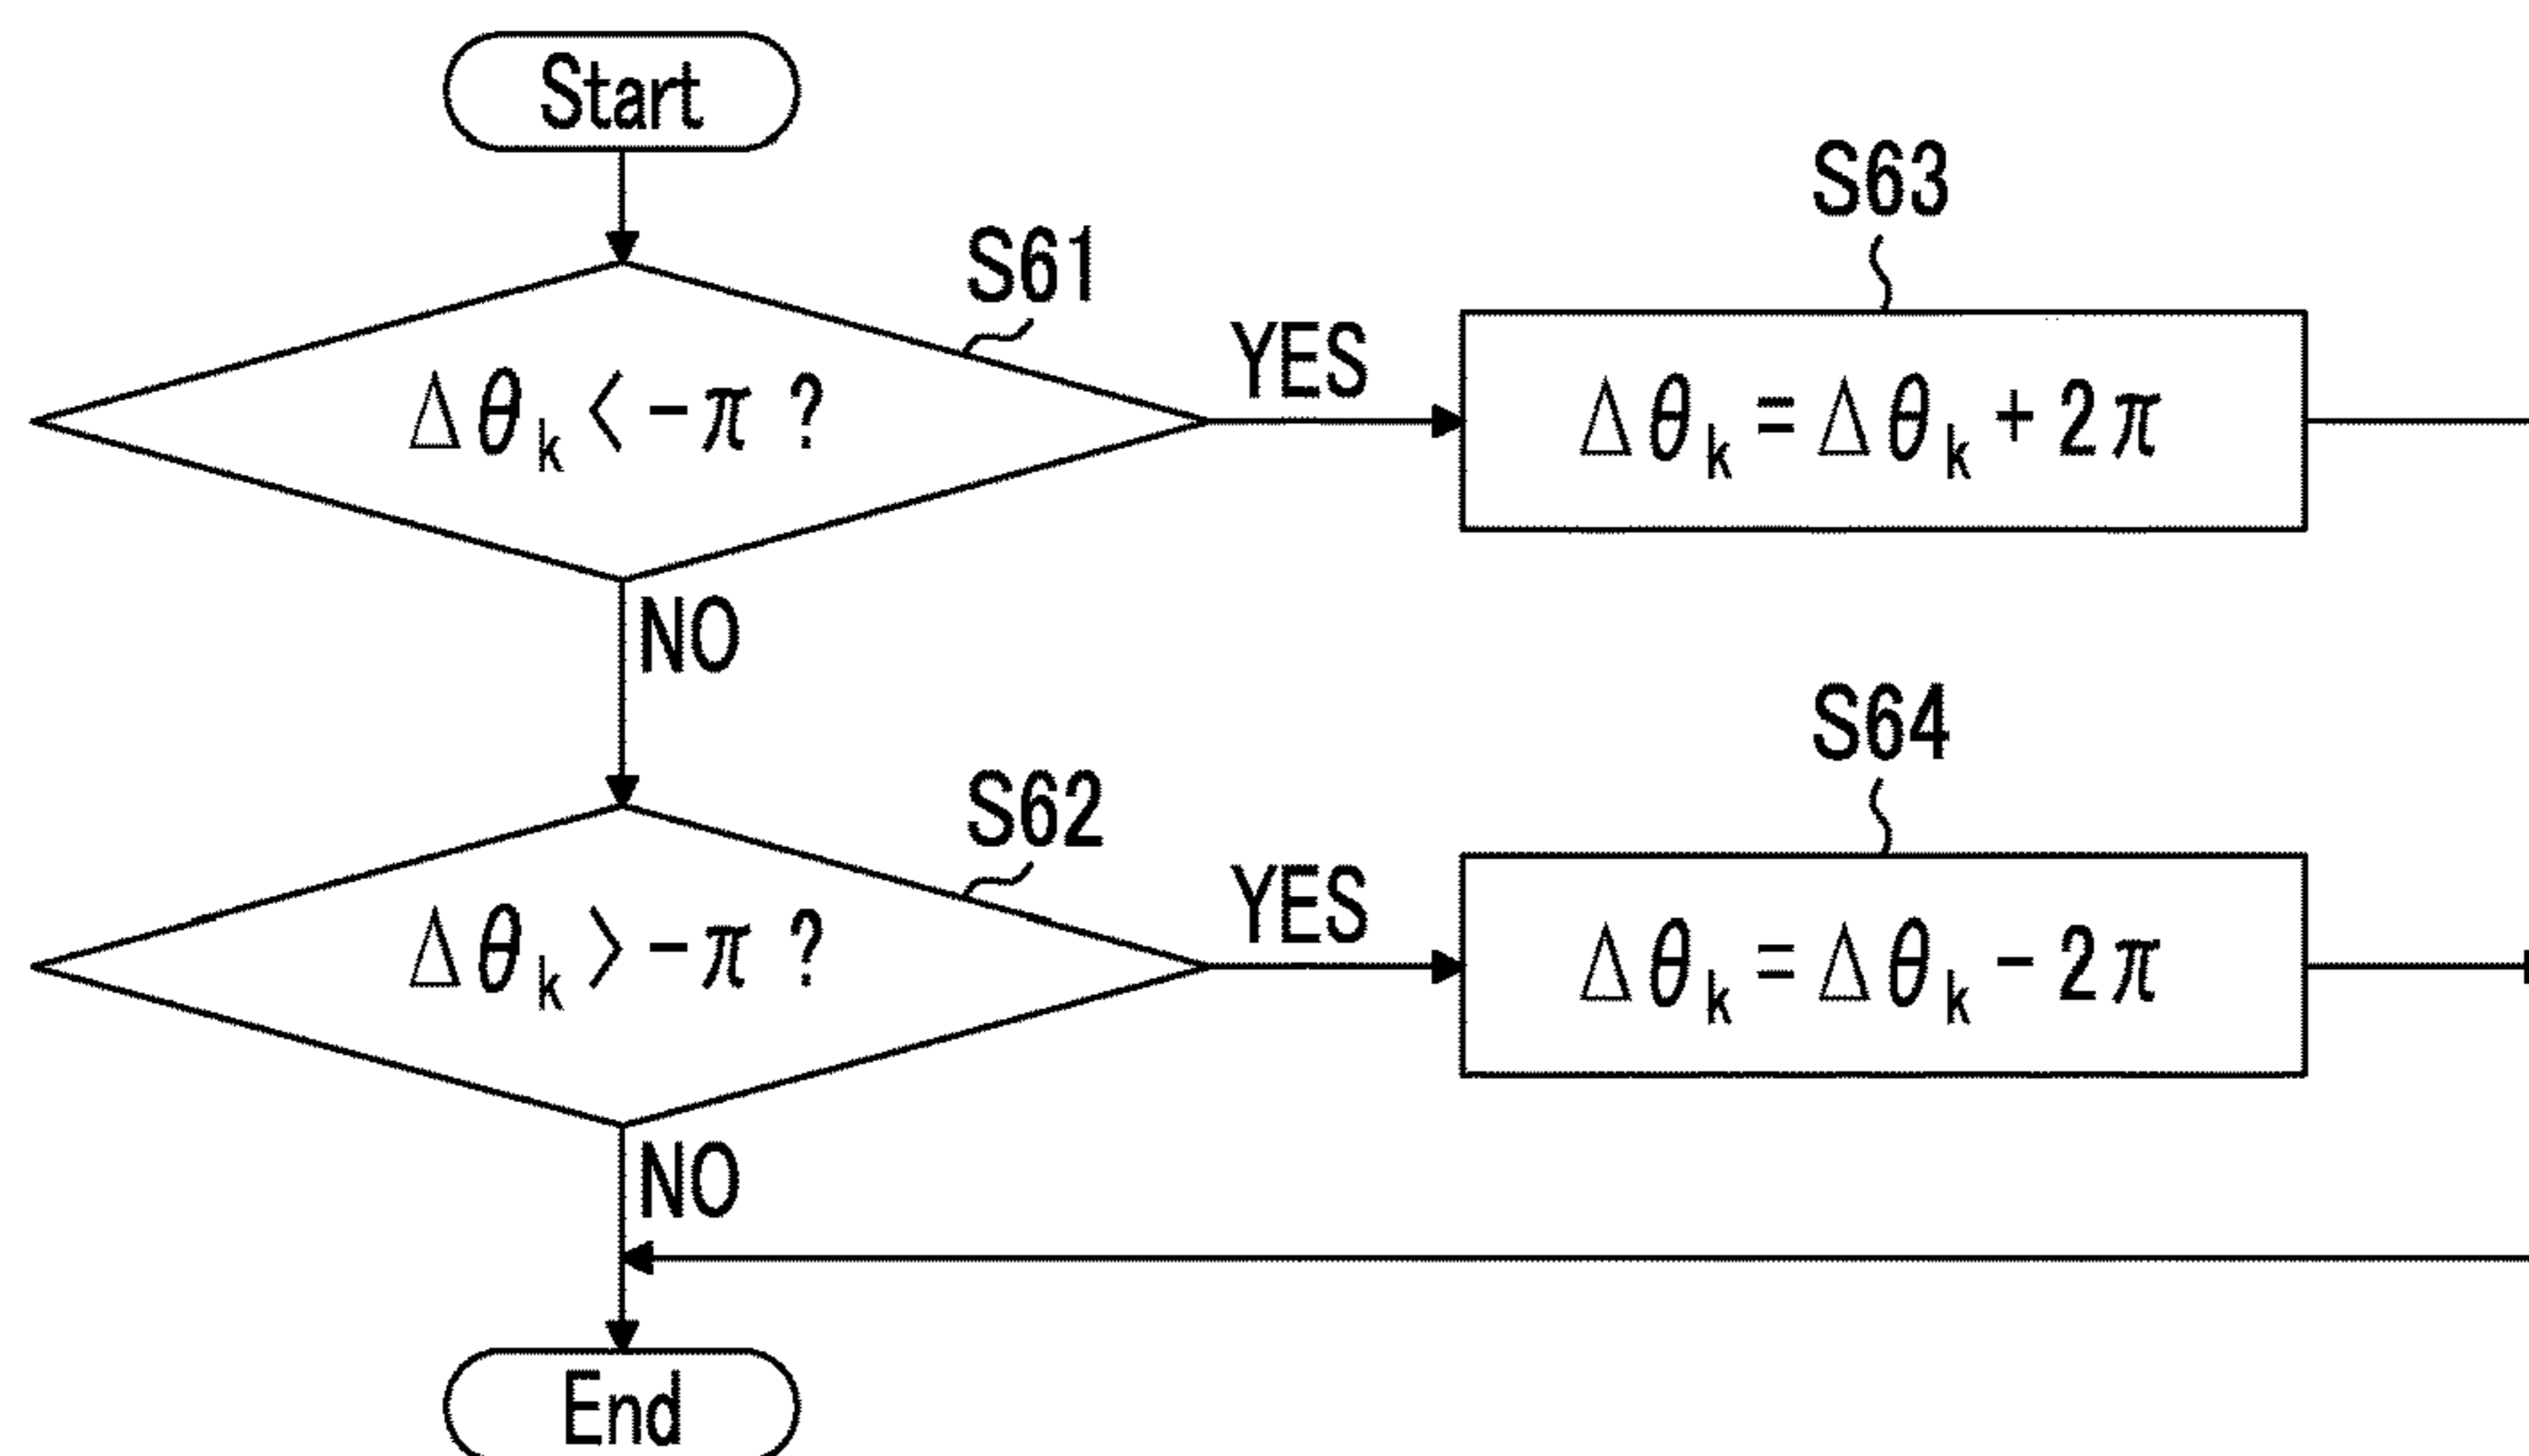 Start
S61
Δθk < -π ?
YES
S63
Δθk = Δθk + 2π
NO
S62
Δθk > -π ?
YES
S64
Δθk = Δθk - 2π
NO
End